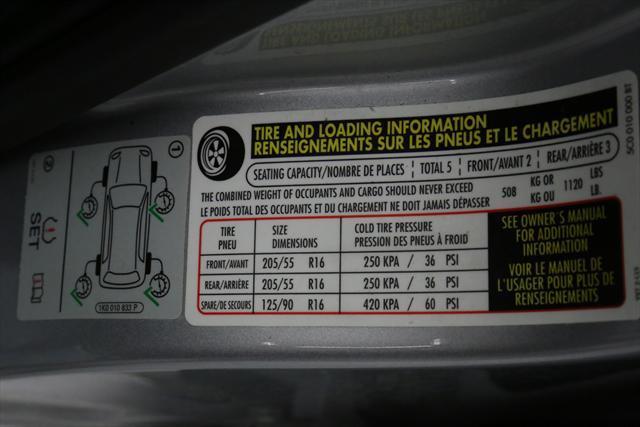 TIRE AND LOADING INFORMATION
RENSEIGNEMENTS SUR LES PNEUS ET LE CHARGEMENT
SEATING CAPACITY/NOMBRE DE PLACES | TOTAL 5 | FRONT/AVANT 2 | REAR/ARRIÈRE 3
THE COMBINED WEIGHT OF OCCUPANTS AND CARGO SHOULD NEVER EXCEED 508 KG OR 1120 LBS
LE POIDS TOTAL DES OCCUPANTS ET DU CHARGEMENT NE DOIT JAMAIS DÉPASSER KG OU LB.
TIRE SIZE COLD TIRE PRESSURE
PNEU DIMENSIONS PRESSION DES PNEUS À FROID
FRONT/AVANT 205/55 R16 250 KPA / 36 PSI
REAR/ARRIÈRE 205/55 R16 250 KPA / 36 PSI
SPARE/DE SECOURS 125/90 R16 420 KPA / 60 PSI
SEE OWNER'S MANUAL
FOR ADDITIONAL
INFORMATION
VOIR LE MANUEL DE
L'USAGER POUR PLUS DE
RENSEIGNEMENTS
1K0 010 833 P
SET
1
2